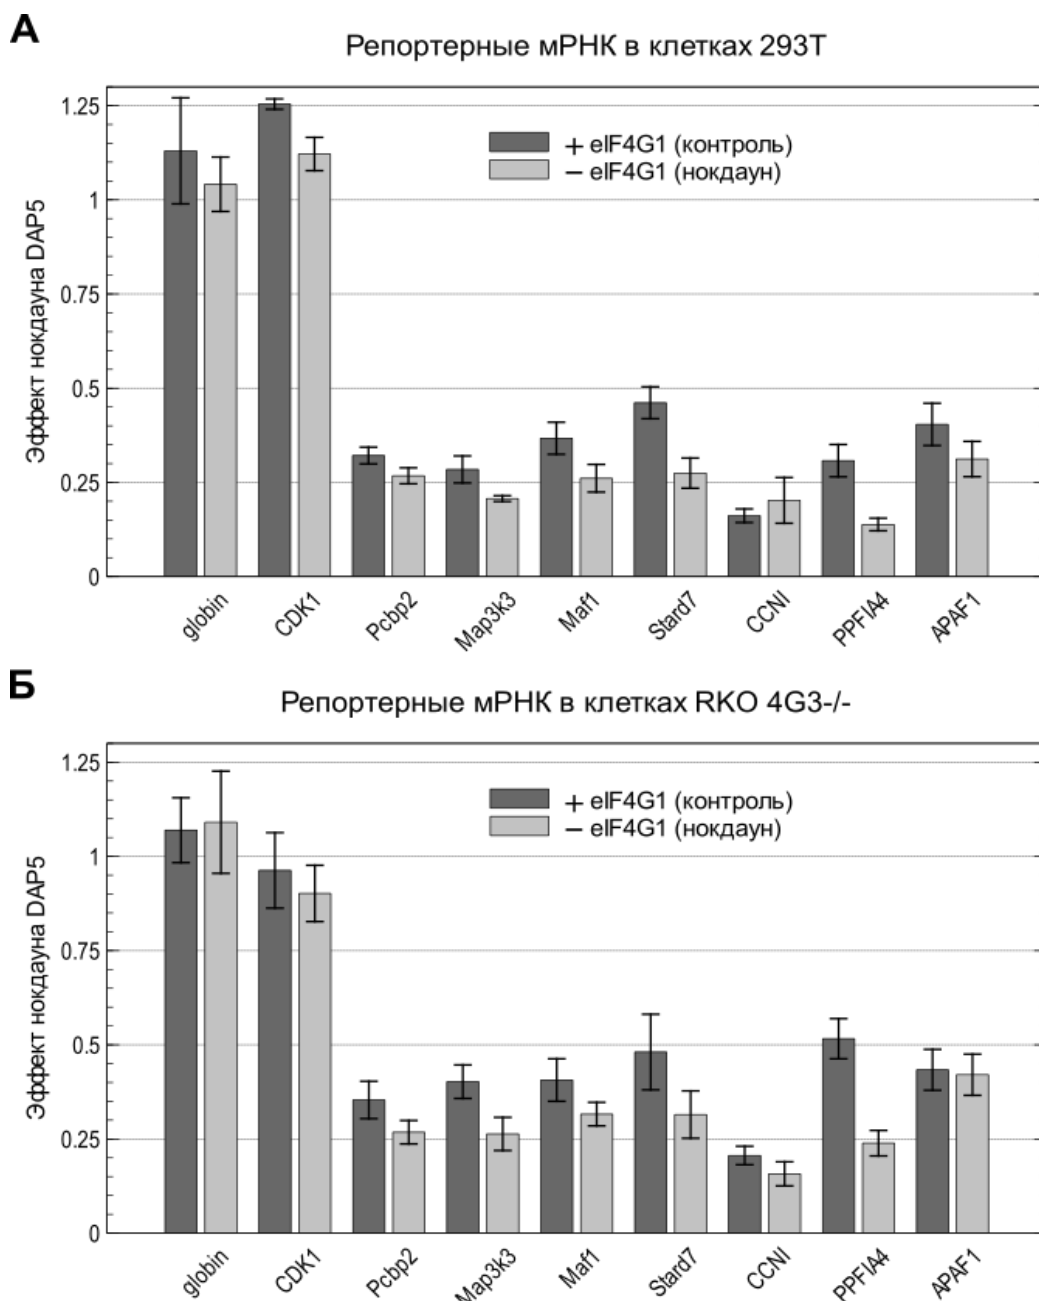 А
Репортерные мРНК в клетках 293Т
Эффект нокдауна DAP5
1.25
1
0.75
0.5
0.25
0
+ eIF4G1 (контроль)
− eIF4G1 (нокдаун)
globin
CDK1
Pcbp2
Map3k3
Maf1
Stard7
CCNI
PPFIA4
APAF1
Б
Репортерные мРНК в клетках RKO 4G3-/-
Эффект нокдауна DAP5
1.25
1
0.75
0.5
0.25
0
+ eIF4G1 (контроль)
− eIF4G1 (нокдаун)
globin
CDK1
Pcbp2
Map3k3
Maf1
Stard7
CCNI
PPFIA4
APAF1